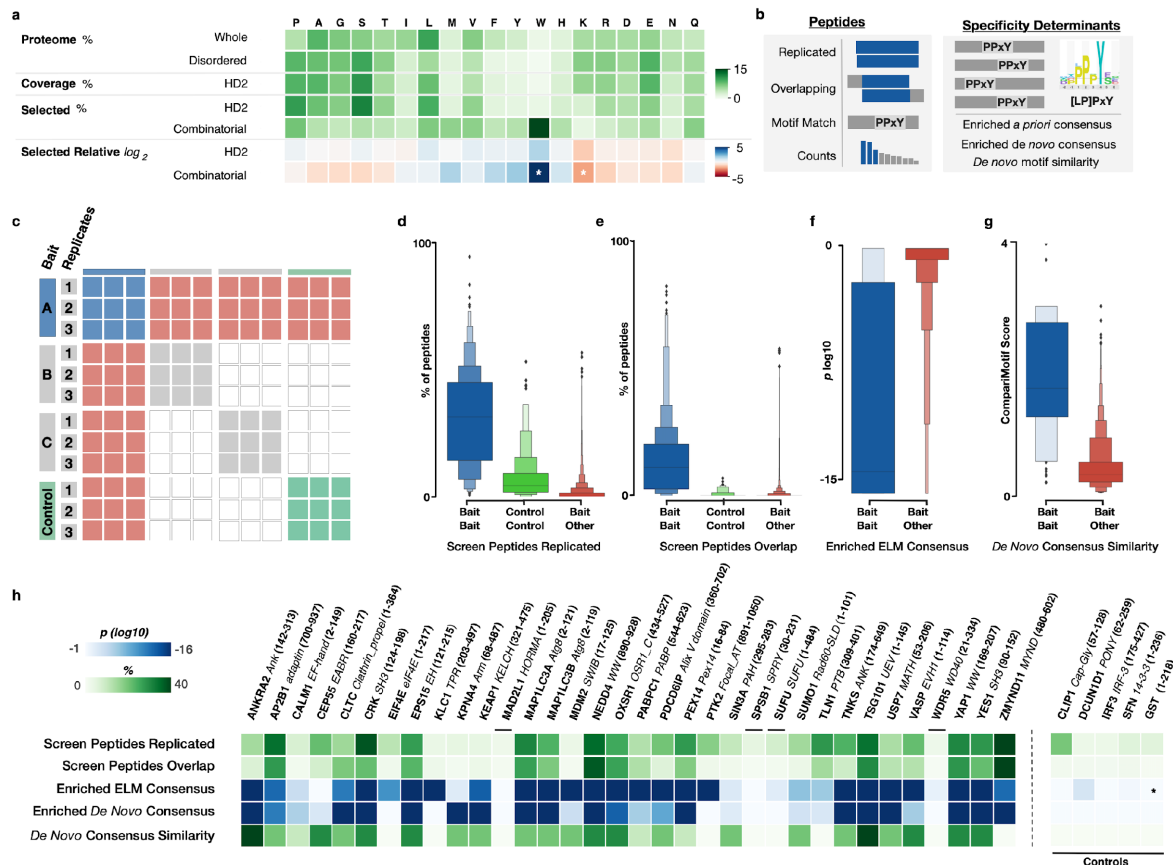 a
P A G S T I L M V F Y W H K R D E N Q
Proteome % Whole
Disordered
Coverage % HD2
Selected % HD2
Combinatorial
Selected Relative log2 HD2
Combinatorial * *
15
0
5
-5
b
Peptides
Replicated
Overlapping
Motif Match PPxY
Counts
Specificity Determinants
PPxY
PPxY
PPxY
PPxY
[LP]PxY
Enriched a priori consensus
Enriched de novo consensus
De novo motif similarity
c
Bait
Replicates
A
1
2
3
B
1
2
3
C
1
2
3
Control
1
2
3
d
100
% of peptides
0
Bait Control Bait
Bait Control Other
Screen Peptides Replicated
e
100
% of peptides
0
Bait Control Bait
Bait Control Other
Screen Peptides Overlap
f
0
p log10
-15
Bait Bait
Bait Other
Enriched ELM Consensus
g
4
CompariMotif Score
0
Bait Bait
Bait Other
De Novo Consensus Similarity
h
p (log10)
-1 -16
%
0 40
ANKRA2 Ank (142-313)
AP2B1 adaptin (700-937)
CALM1 EF-hand (2-149)
CEP55 EABR (160-217)
CLTC Clathrin_propel (1-364)
CRK SH3 (124-198)
EIF4E eIF4E (1-217)
EPS15 EH (121-215)
KLC1 TPR (203-497)
KPNA4 Arm (68-487)
KEAP1 KELCH (321-475)
MAD2L1 HORMA (1-205)
MAP1LC3A Atg8 (2-121)
MAP1LC3B Atg8 (2-119)
MDM2 SWIB (17-125)
NEDD4 WW (890-928)
OXSR1 OSR1_C (434-527)
PABPC1 PABP (544-623)
PDCD6IP Alix V domain (360-702)
PEX14 Pex14 (16-84)
PTK2 Focal_AT (891-1050)
SIN3A PAH (295-383)
SPSB1 SPRY (30-231)
SUFU SUFU (1-484)
SUMO1 Rad60-SLD (1-101)
TLN1 PTB (309-401)
TNKS ANK (174-649)
TSG101 UEV (1-145)
USP7 MATH (53-206)
VASP EVH1 (1-114)
WDR5 WD40 (21-334)
YAP1 WW (169-207)
YES1 SH3 (90-152)
ZMYND11 MYND (480-602)
CLIP1 Cap-Gly (57-128)
DCUN1D1 PONY (62-259)
IRF3 IRF-3 (175-427)
SFN 14-3-3 (1-236)
GST (1-218)
Screen Peptides Replicated
Screen Peptides Overlap
Enriched ELM Consensus *
Enriched De Novo Consensus
De Novo Consensus Similarity
Controls